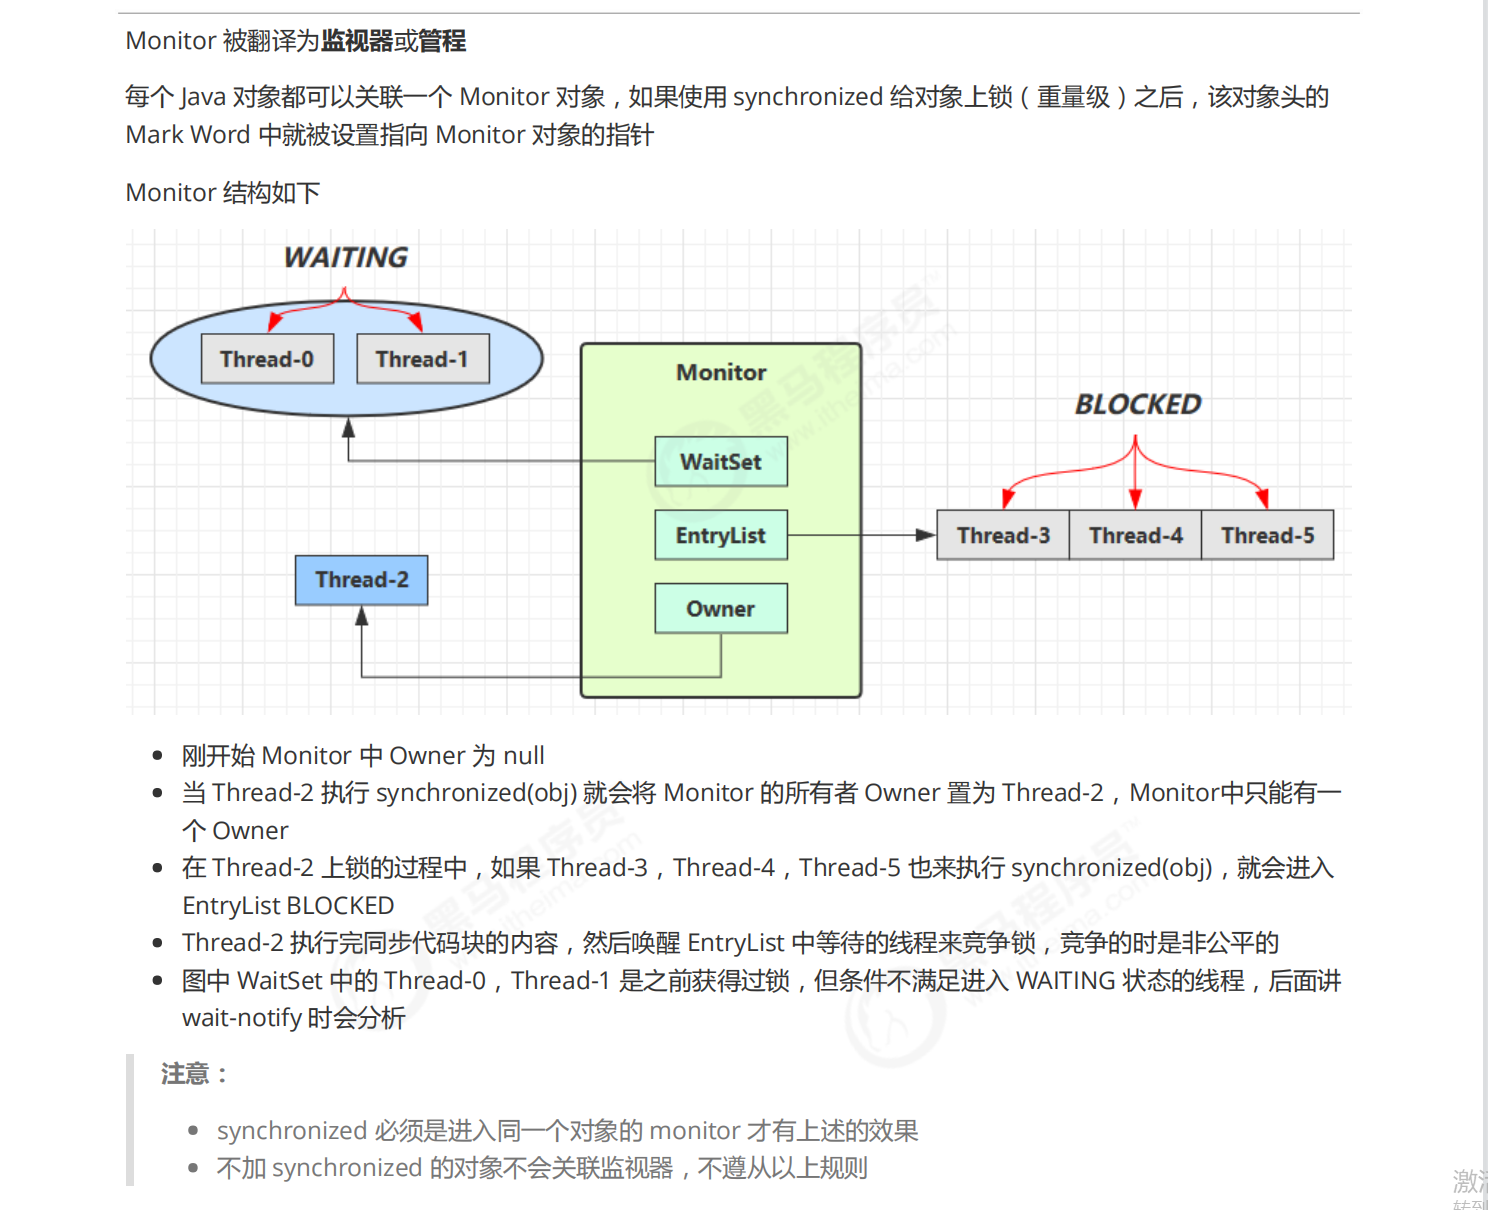 Monitor 被翻译为监视器或管程
每个 Java 对象都可以关联一个 Monitor 对象，如果使用 synchronized 给对象上锁（重量级）之后，该对象头的
Mark Word 中就被设置指向 Monitor 对象的指针
Monitor 结构如下
WAITING
Thread-0 Thread-1
Monitor
BLOCKED
WaitSet
EntryList
Thread-3 Thread-4 Thread-5
Thread-2
Owner
黑马程序员™
www.itheima.com
刚开始 Monitor 中 Owner 为 null
当 Thread-2 执行 synchronized(obj) 就会将 Monitor 的所有者 Owner 置为 Thread-2，Monitor中只能有一
个 Owner
在 Thread-2 上锁的过程中，如果 Thread-3，Thread-4，Thread-5 也来执行 synchronized(obj)，就会进入
EntryList BLOCKED
Thread-2 执行完同步代码块的内容，然后唤醒 EntryList 中等待的线程来竞争锁，竞争的时是非公平的
图中 WaitSet 中的 Thread-0，Thread-1 是之前获得过锁，但条件不满足进入 WAITING 状态的线程，后面讲
wait-notify 时会分析
注意：
synchronized 必须是进入同一个对象的 monitor 才有上述的效果
不加 synchronized 的对象不会关联监视器，不遵从以上规则
激
转到